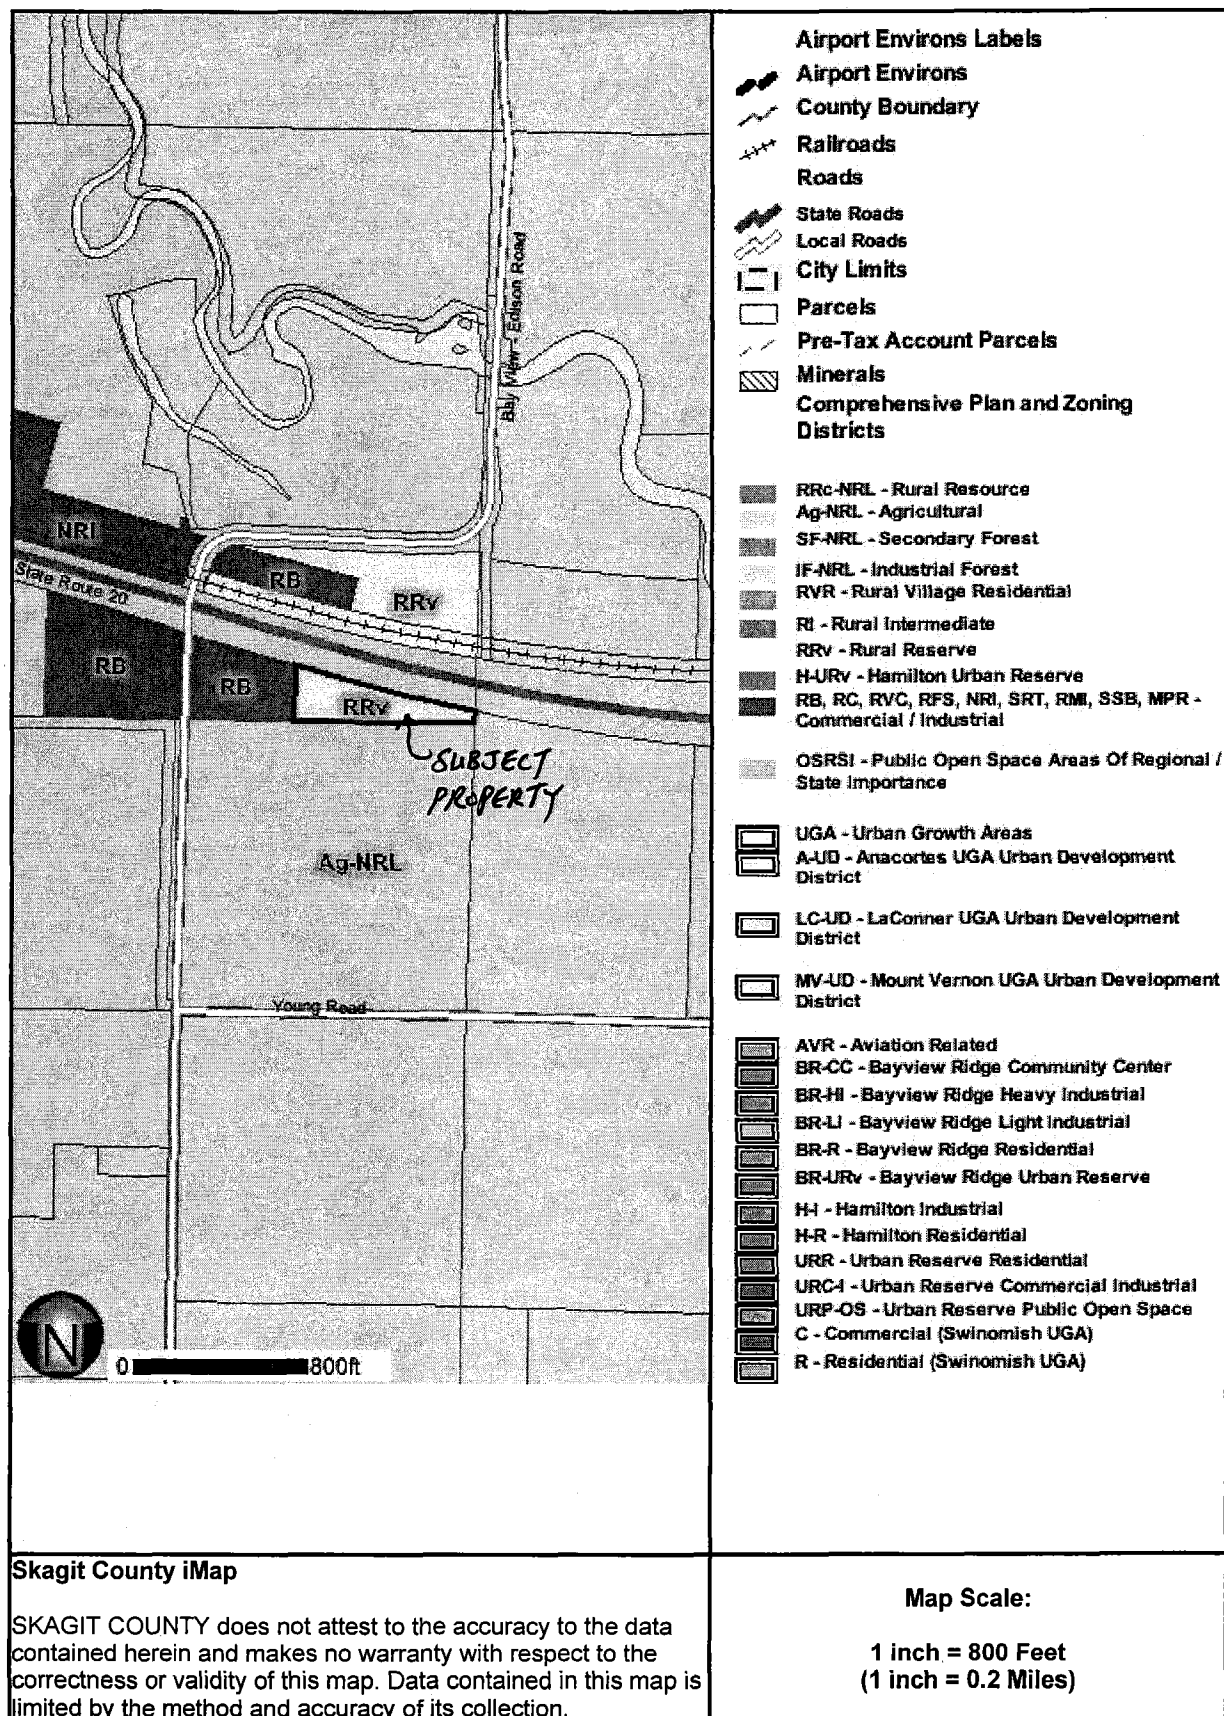 Bay View - Edison Road
NRI
State Route 20
RB
RRv
RB
RB
RRv
SUBJECT
PROPERTY
Ag-NRL
Young Road
N
0 800ft
Airport Environs Labels
Airport Environs
County Boundary
Railroads
Roads
State Roads
Local Roads
City Limits
Parcels
Pre-Tax Account Parcels
Minerals
Comprehensive Plan and Zoning
Districts
RRc-NRL - Rural Resource
Ag-NRL - Agricultural
SF-NRL - Secondary Forest
IF-NRL - Industrial Forest
RVR - Rural Village Residential
RI - Rural Intermediate
RRv - Rural Reserve
H-URv - Hamilton Urban Reserve
RB, RC, RVC, RFS, NRI, SRT, RMI, SSB, MPR -
Commercial / Industrial
OSRSI - Public Open Space Areas Of Regional /
State Importance
UGA - Urban Growth Areas
A-UD - Anacortes UGA Urban Development
District
LC-UD - LaConner UGA Urban Development
District
MV-UD - Mount Vernon UGA Urban Development
District
AVR - Aviation Related
BR-CC - Bayview Ridge Community Center
BR-HI - Bayview Ridge Heavy Industrial
BR-LI - Bayview Ridge Light Industrial
BR-R - Bayview Ridge Residential
BR-URv - Bayview Ridge Urban Reserve
H-I - Hamilton Industrial
H-R - Hamilton Residential
URR - Urban Reserve Residential
URC-I - Urban Reserve Commercial Industrial
URP-OS - Urban Reserve Public Open Space
C - Commercial (Swinomish UGA)
R - Residential (Swinomish UGA)
Skagit County iMap
SKAGIT COUNTY does not attest to the accuracy to the data
contained herein and makes no warranty with respect to the
correctness or validity of this map. Data contained in this map is
limited by the method and accuracy of its collection.
Map Scale:
1 inch = 800 Feet
(1 inch = 0.2 Miles)